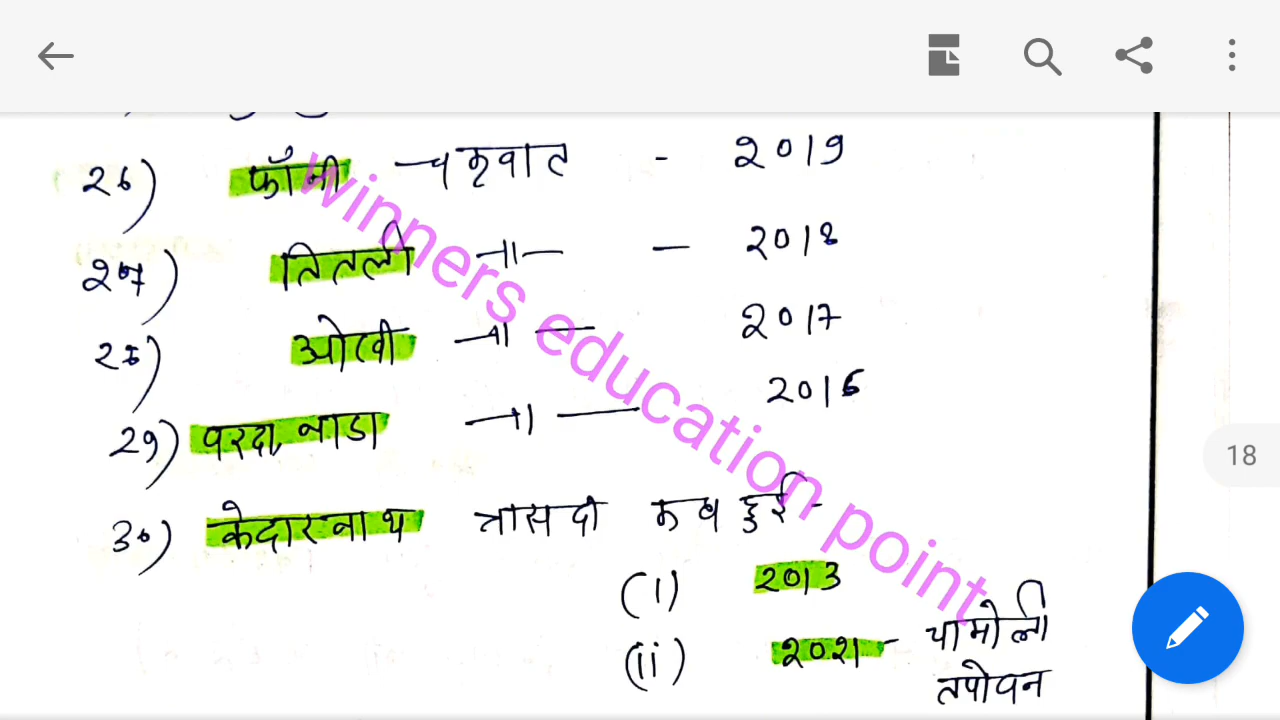 26) फॉनी चक्रवात - 2019
27) तितली -||- - 2018
28) ओखी -||- 2017
29) वरदा, नाडा -||- 2016
30) केदारनाथ त्रासदी कब हुई -
(i) 2013
(ii) 2021 - चामोली
तपोवन
winners education point
18